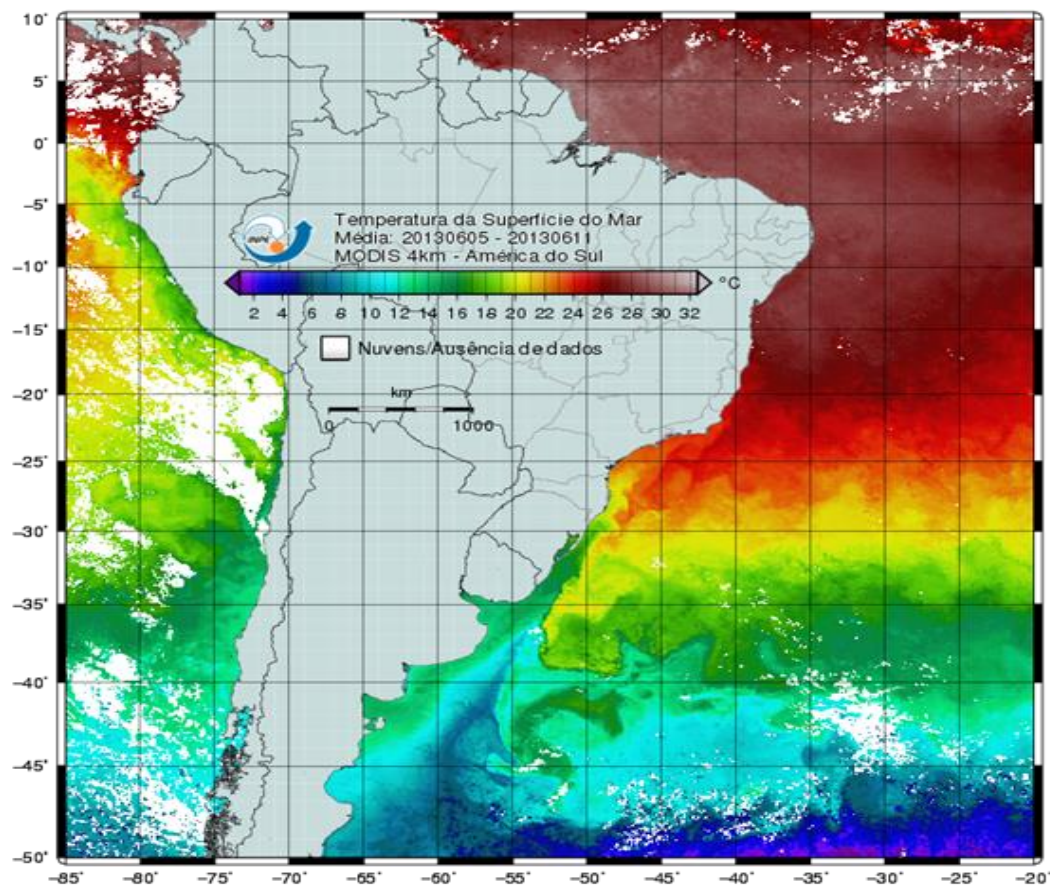 10°
5°
0°
−5°
−10°
−15°
−20°
−25°
−30°
−35°
−40°
−45°
−50°
Temperatura da Superfície do Mar
Média: 20130605 - 20130611
MODIS 4km - América do Sul
°C
2 4 6 8 10 12 14 16 18 20 22 24 26 28 30 32
Nuvens/Ausência de dados
km
0 1000
−85° −80° −75° −70° −65° −60° −55° −50° −45° −40° −35° −30° −25° −20°